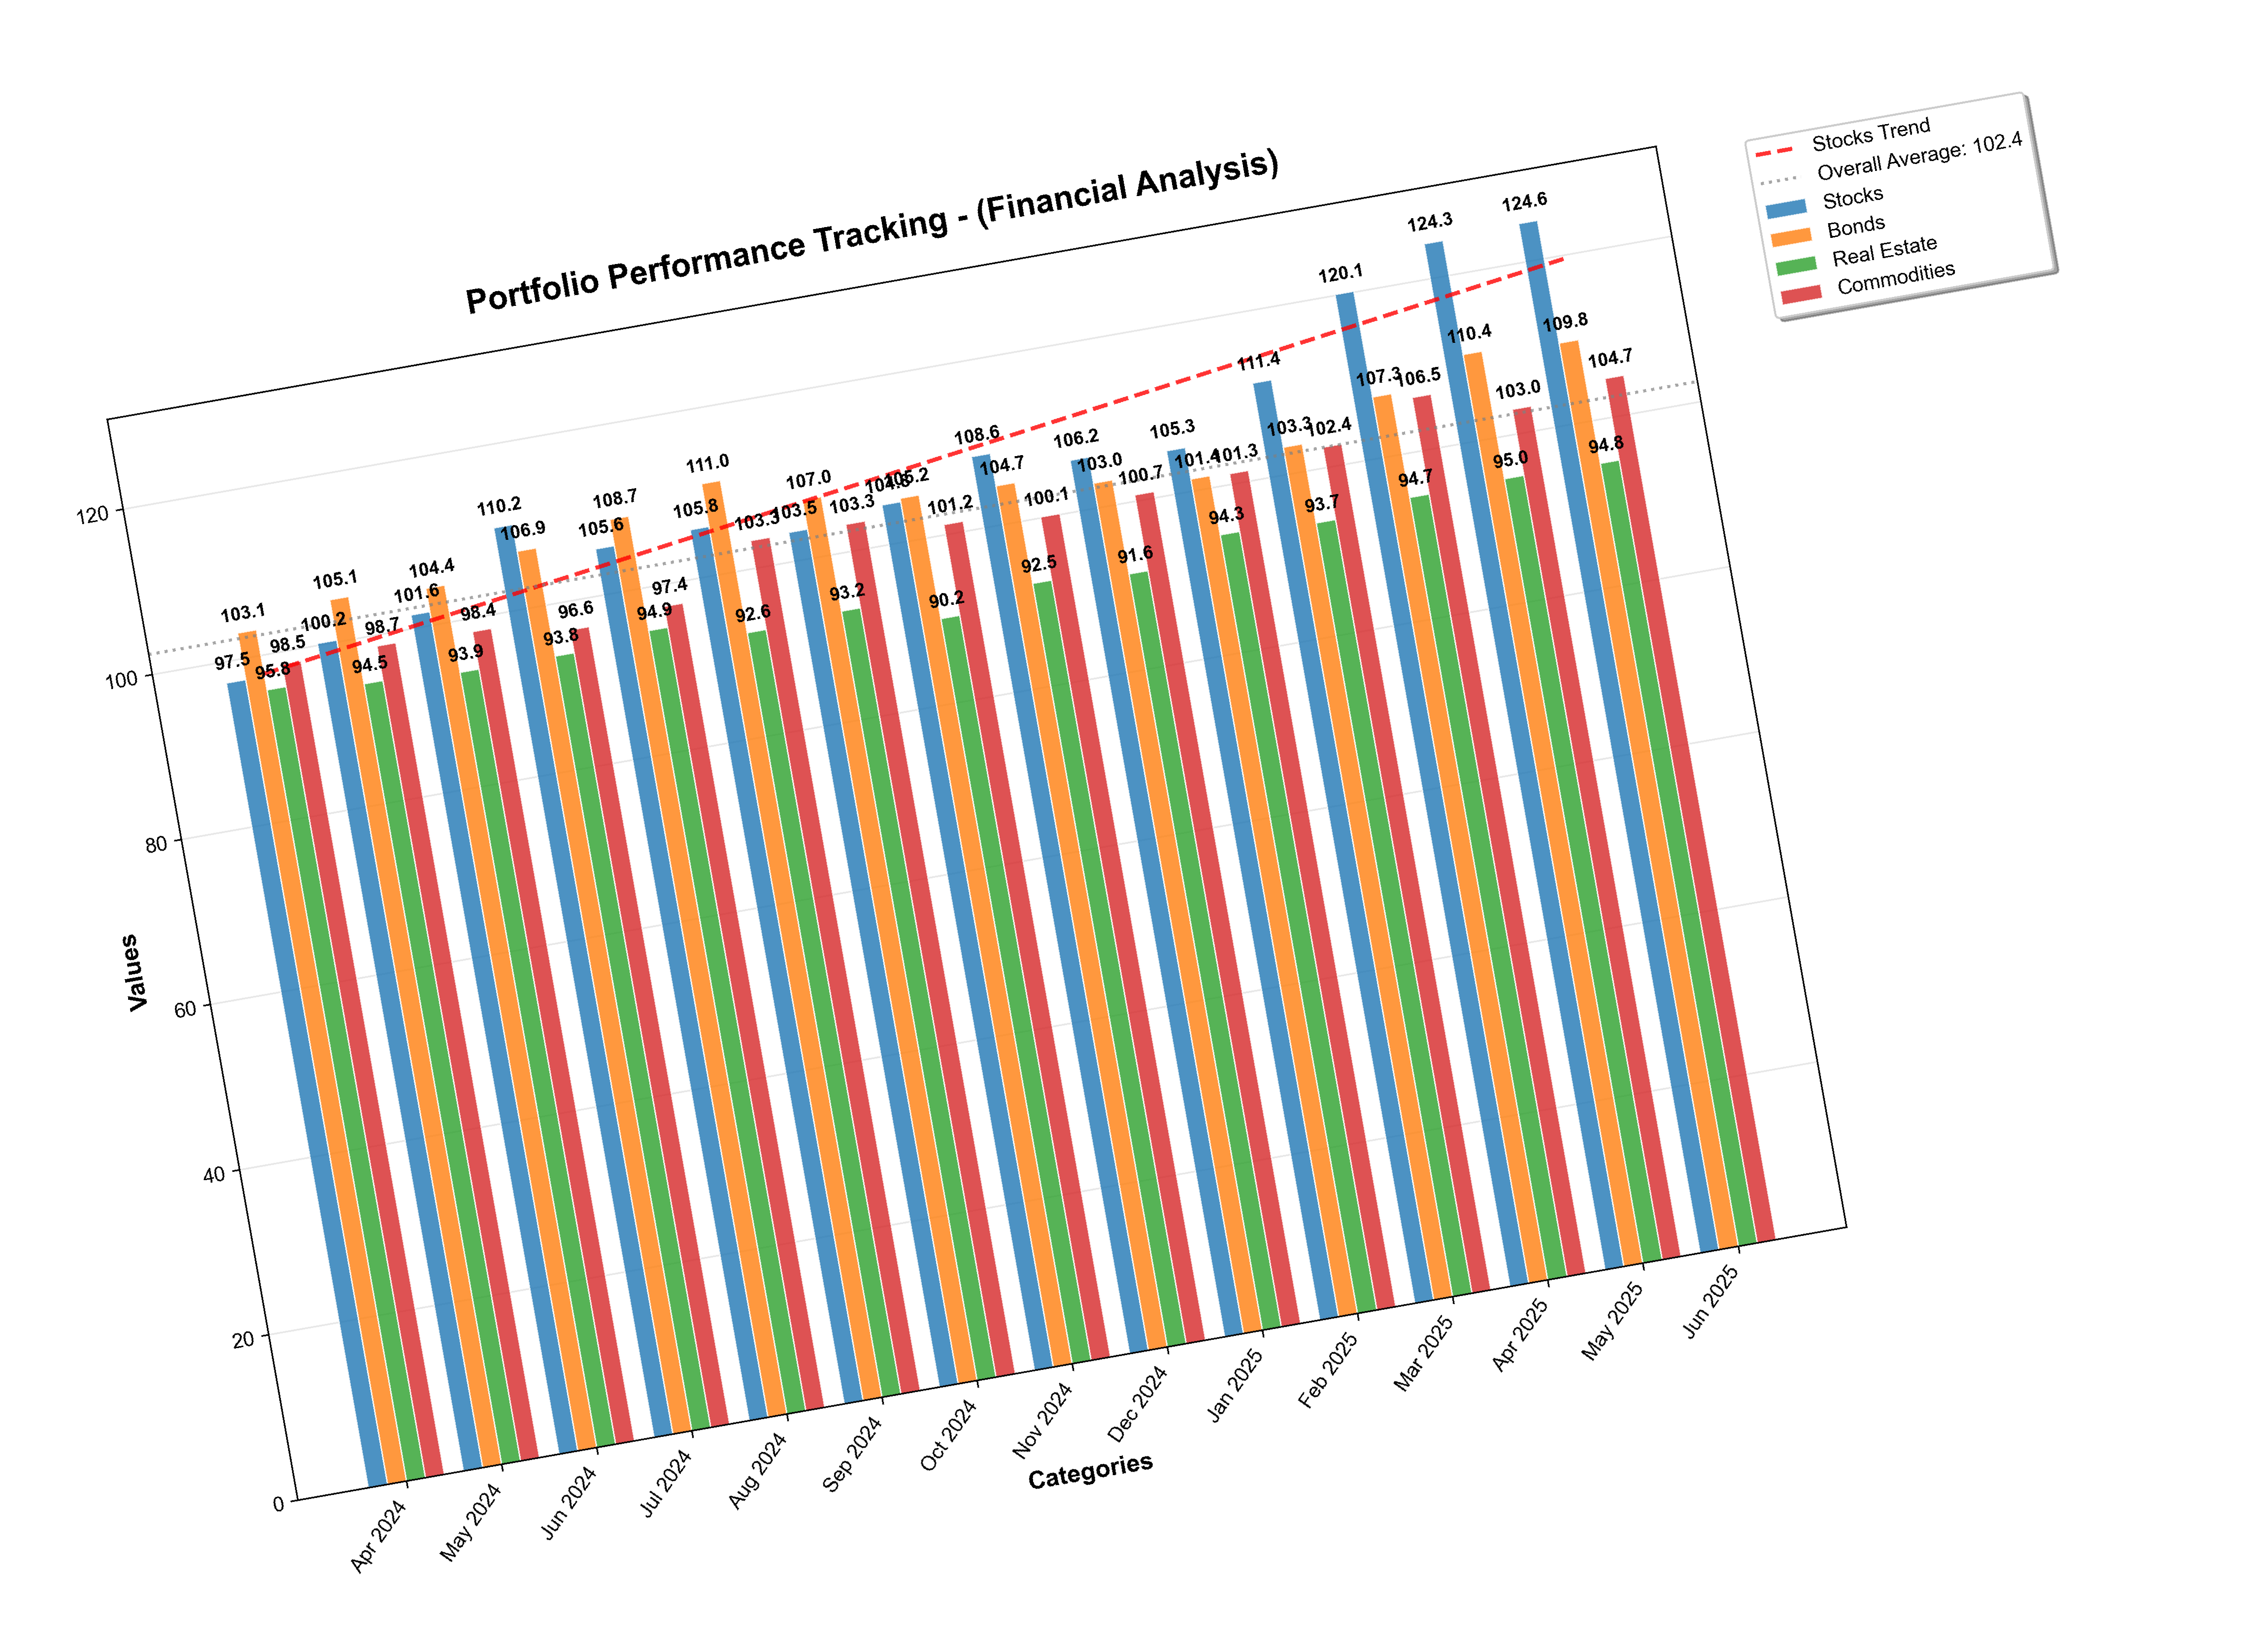 Portfolio Performance Tracking - (Financial Analysis)
Stocks Trend
Overall Average: 102.4
Stocks
Bonds
Real Estate
Commodities
Values
120
100
80
60
40
20
0
97.5 103.1 95.8 98.5
100.2 105.1 94.5 98.7
101.6 104.4 93.9 98.4
110.2 106.9 93.8 96.6
105.6 108.7 94.9 97.4
105.8 111.0 92.6 103.3
103.5 107.0 93.2 103.3
105.2 90.2 101.2
108.6 104.7 92.5 100.1
106.2 103.0 91.6 100.7
105.3 101.4 94.3 101.3
111.4 103.3 93.7 102.4
120.1 107.3 94.7 106.5
124.3 110.4 95.0 103.0
124.6 109.8 94.8 104.7
Apr 2024
May 2024
Jun 2024
Jul 2024
Aug 2024
Sep 2024
Oct 2024
Nov 2024
Dec 2024
Jan 2025
Feb 2025
Mar 2025
Apr 2025
May 2025
Jun 2025
Categories